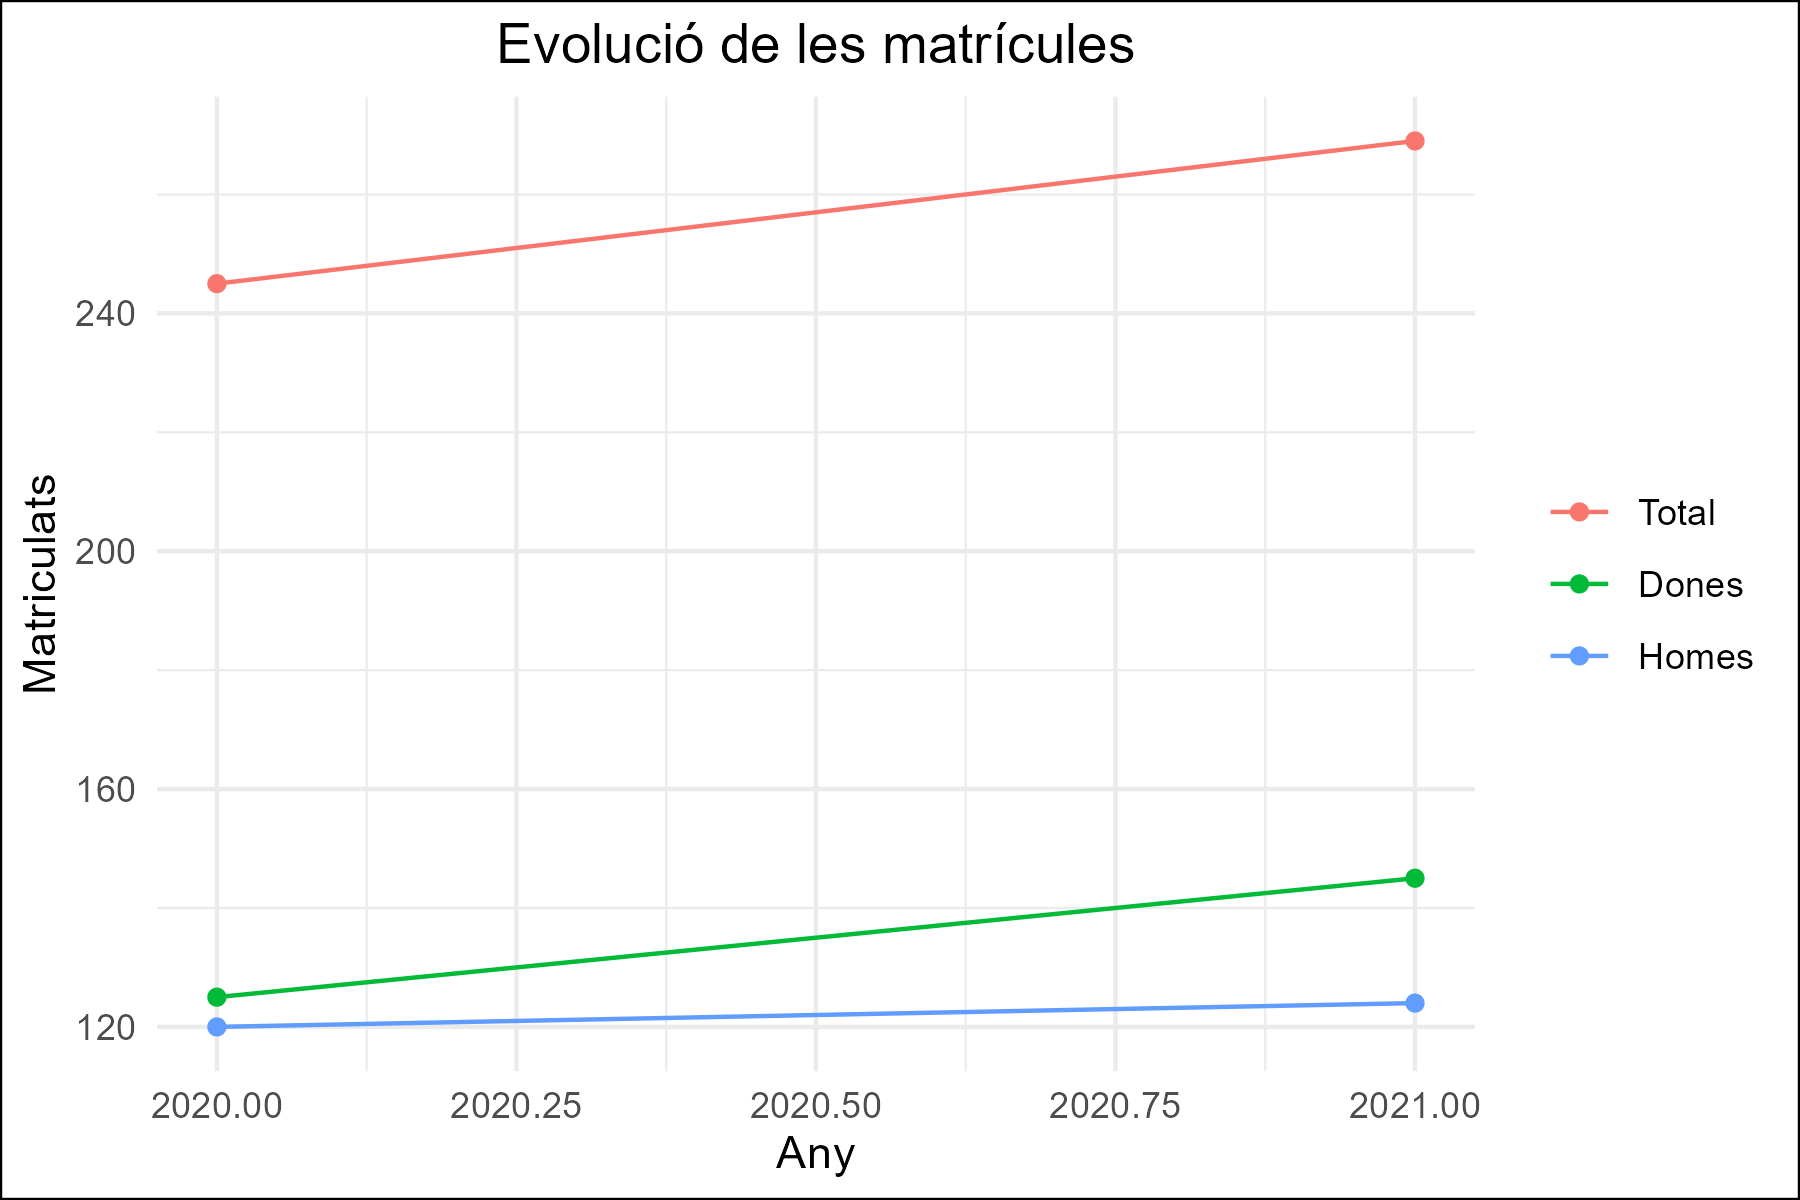 Evolució de les matrícules
Matriculats
240
200
160
120
2020.00 2020.25 2020.50 2020.75 2021.00
Any
Total
Dones
Homes